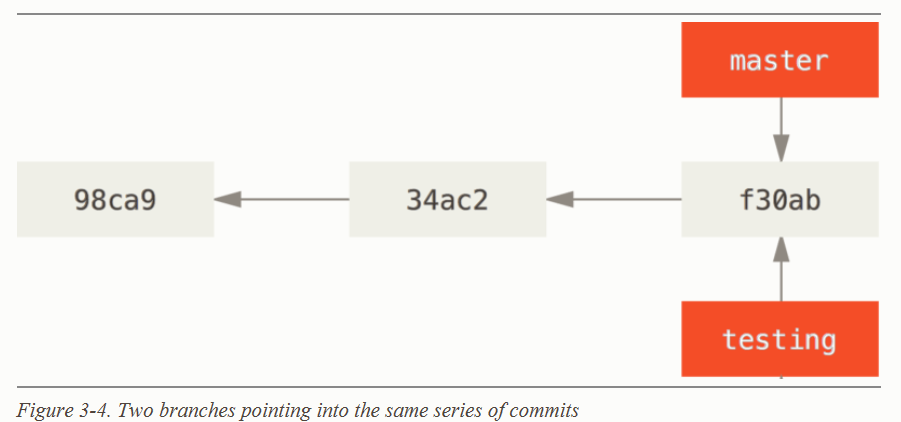 master
98ca9
34ac2
f30ab
testing
Figure 3-4. Two branches pointing into the same series of commits